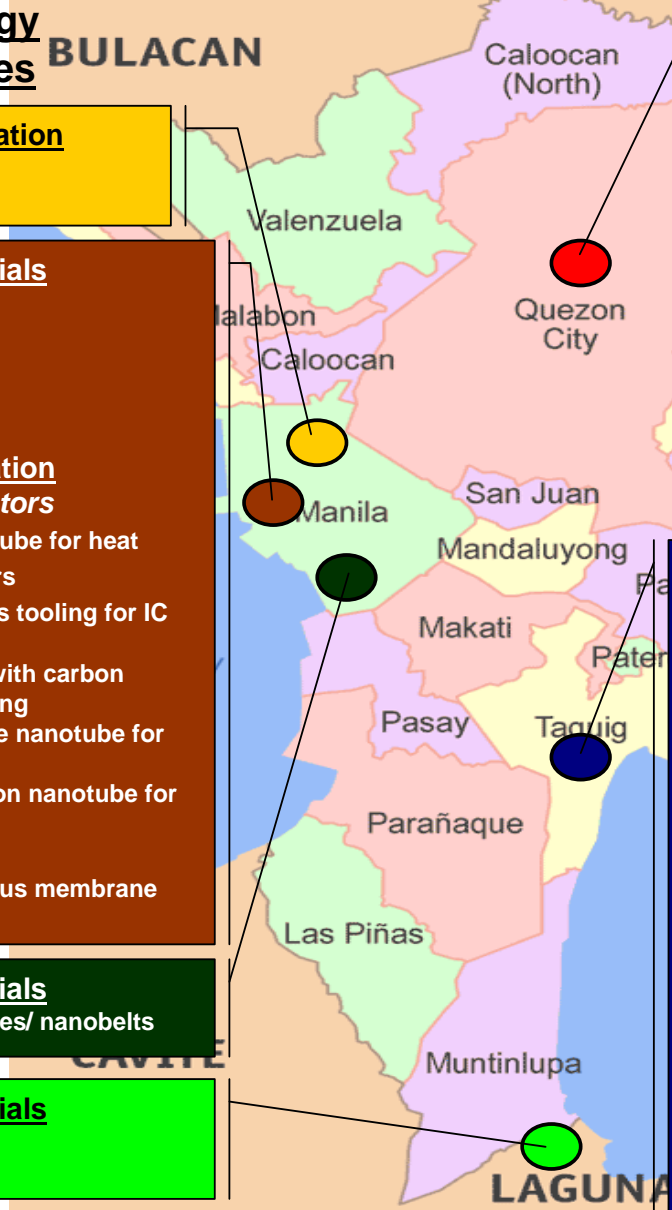 gy
es
BULACAN
Caloocan
(North)
ation
Valenzuela
ials
Quezon
City
Malabon
Caloocan
ation
tors
ube for heat
rs
s tooling for IC
with carbon
ng
e nanotube for
on nanotube for
us membrane
San Juan
Manila
Mandaluyong
Pa
Makati
Pater
Pasay
Taguig
Parañaque
Las Piñas
ials
es/ nanobelts
CAVITE
Muntinlupa
ials
LAGUNA